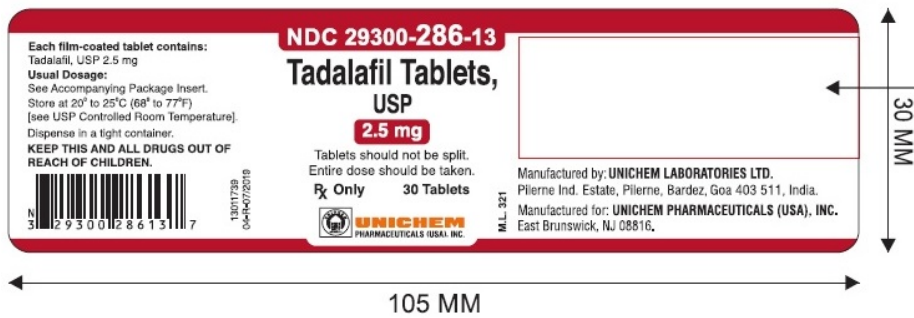 Each film-coated tablet contains:
Tadalafil, USP 2.5 mg
Usual Dosage:
See Accompanying Package Insert.
Store at 20° to 25°C (68° to 77°F)
[see USP Controlled Room Temperature].
Dispense in a tight container.
KEEP THIS AND ALL DRUGS OUT OF
REACH OF CHILDREN.
N
3 29300 28613 7
13011739
04-R-07/2019
NDC 29300-286-13
Tadalafil Tablets,
USP
2.5 mg
Tablets should not be split.
Entire dose should be taken.
Rx Only 30 Tablets
UNICHEM
PHARMACEUTICALS (USA), INC.
M.L. 321
Manufactured by: UNICHEM LABORATORIES LTD.
Pilerne Ind. Estate, Pilerne, Bardez, Goa 403 511, India.
Manufactured for: UNICHEM PHARMACEUTICALS (USA), INC.
East Brunswick, NJ 08816.
30 MM
105 MM